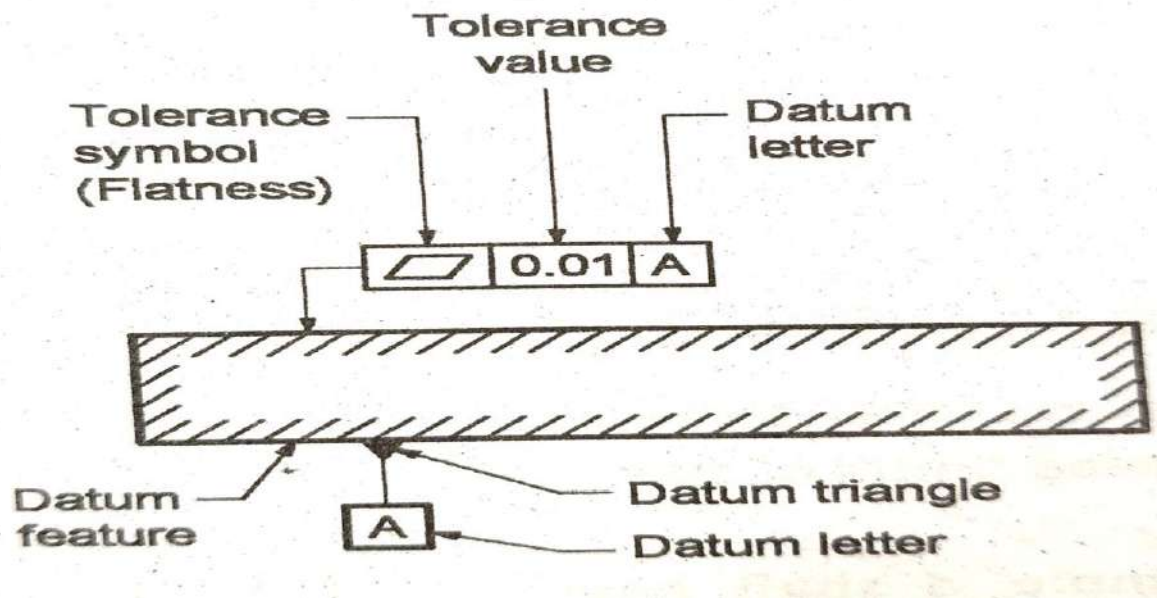 Tolerance
value
Tolerance
symbol
(Flatness)
Datum
letter
0.01 A
Datum
feature
A
Datum triangle
Datum letter